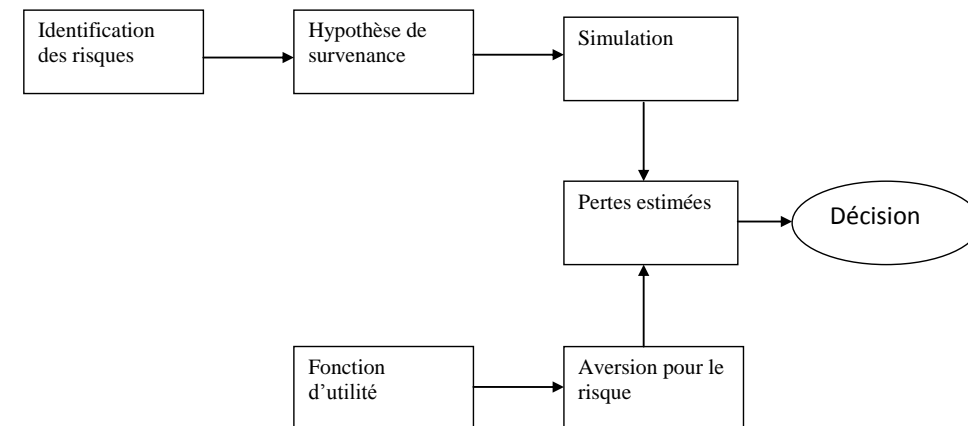 Identification
des risques
Hypothèse de
survenance
Simulation
Pertes estimées
Décision
Fonction
d’utilité
Aversion pour le
risque